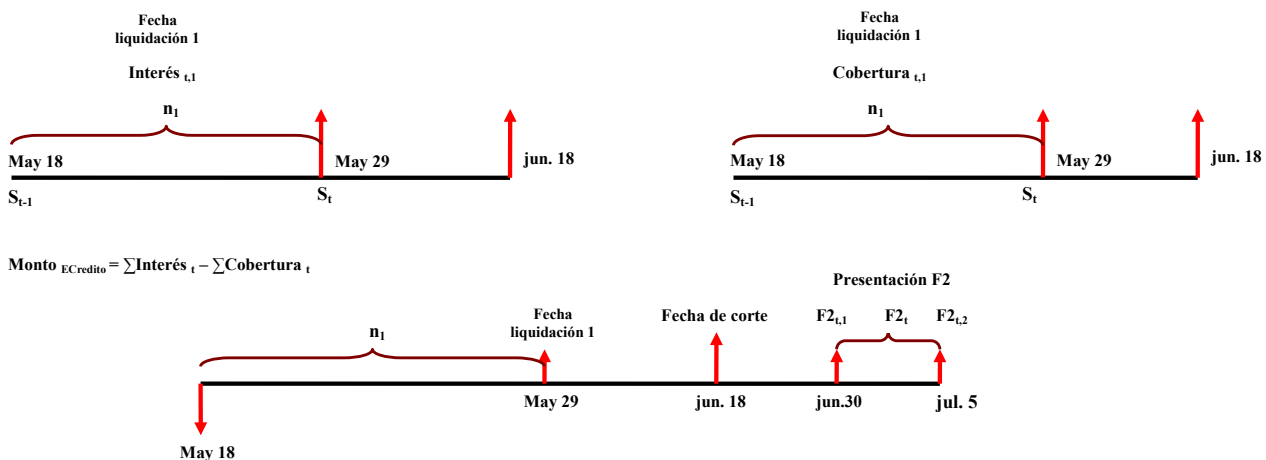 Fecha
liquidación 1
Interés t,1
n1
May 18
May 29
jun. 18
St-1
St
Fecha
liquidación 1
Cobertura t,1
n1
May 18
May 29
jun. 18
St-1
St
Monto ECredito = ∑Interés t – ∑Cobertura t
Presentación F2
n1
Fecha
liquidación 1
Fecha de corte
F2t,1
F2t
F2t,2
May 29
jun. 18
jun.30
jul. 5
May 18